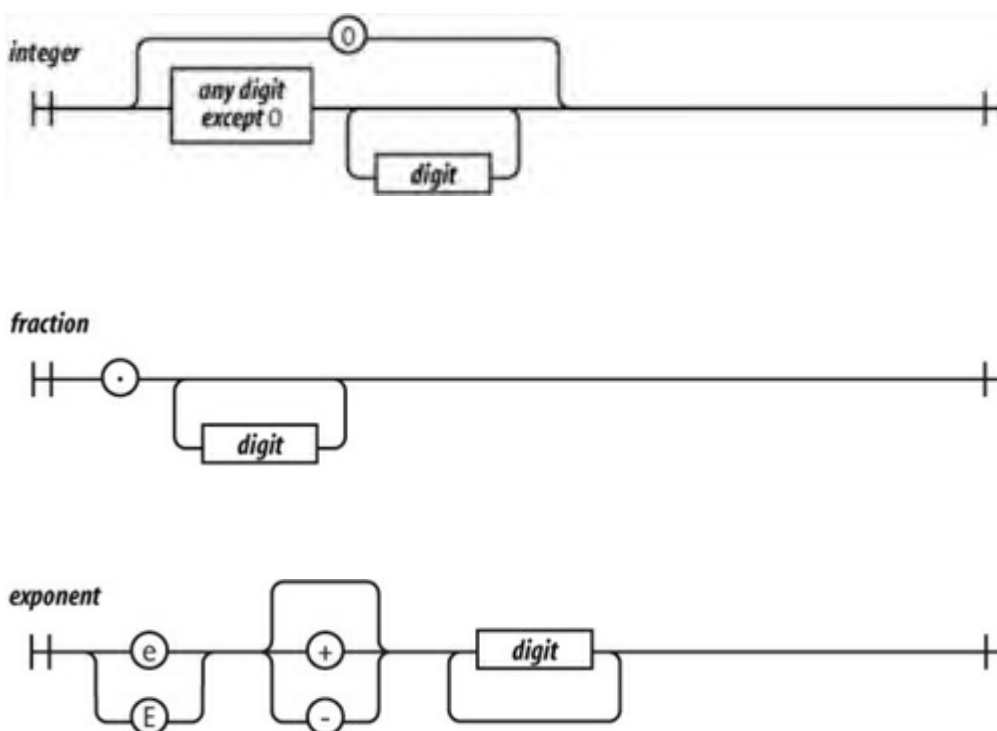 0
integer
any digit
except 0
digit
fraction
.
digit
exponent
e
+
digit
E
-